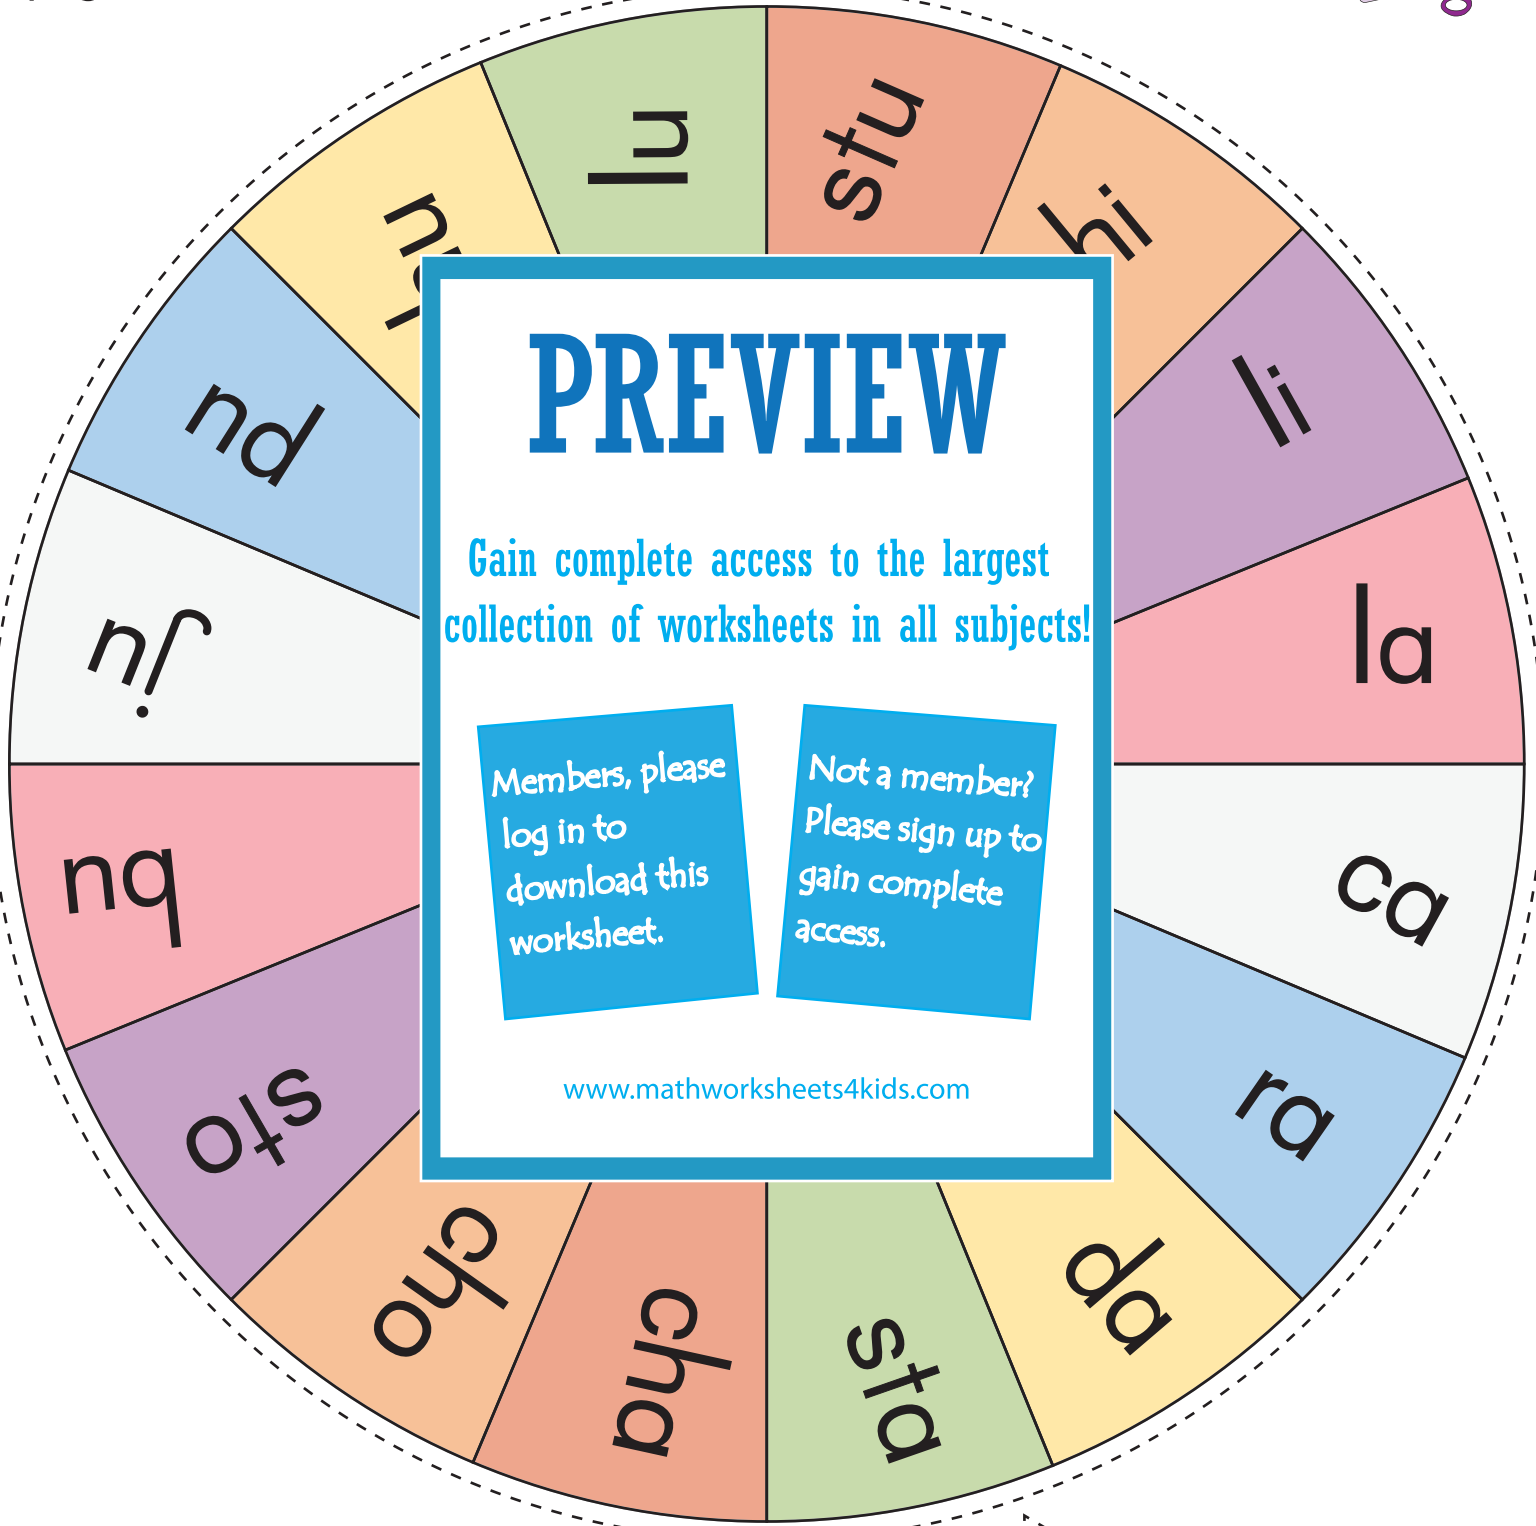 lu
stu
hi
li
la
ca
ra
da
sta
cha
cho
sto
bu
ju
pu
PREVIEW
Gain complete access to the largest
collection of worksheets in all subjects!
Members, please
log in to
download this
worksheet.
Not a member?
Please sign up to
gain complete
access.
www.mathworksheets4kids.com